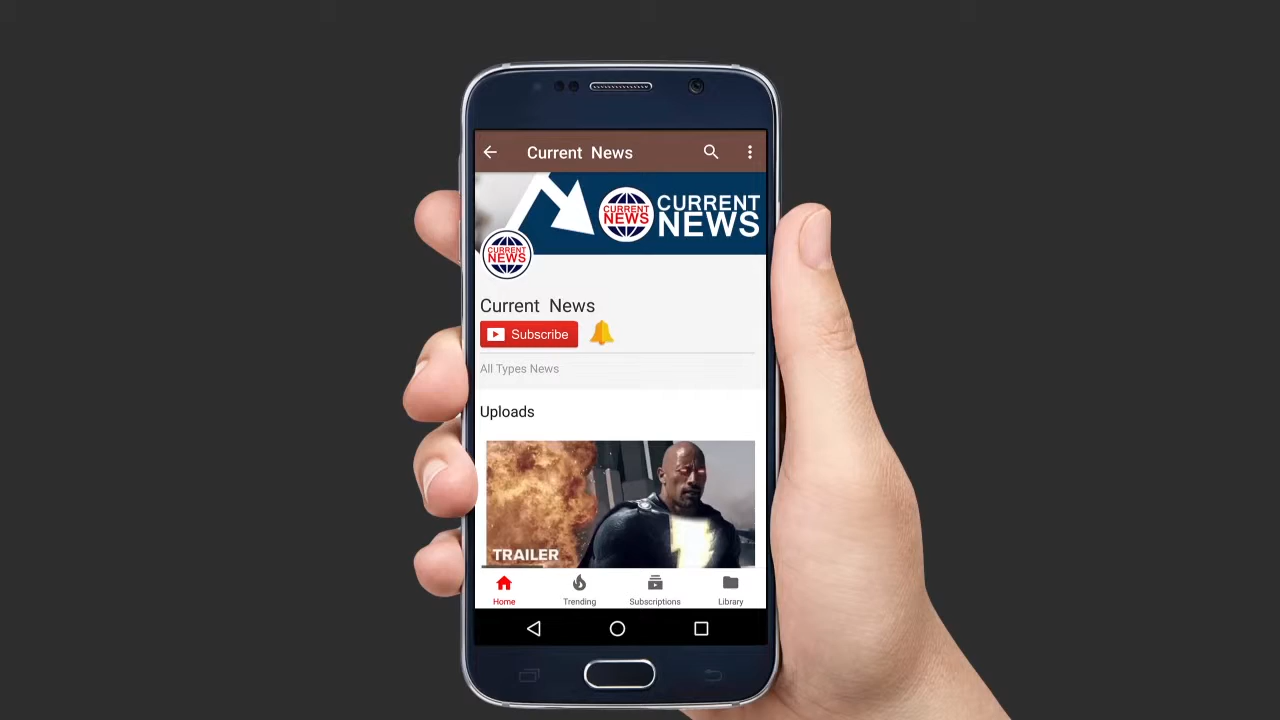 Current News
CURRENT
NEWS
CURRENT
NEWS
CURRENT
NEWS
Current News
Subscribe
All Types News
Uploads
TRAILER
Home
Trending
Subscriptions
Library